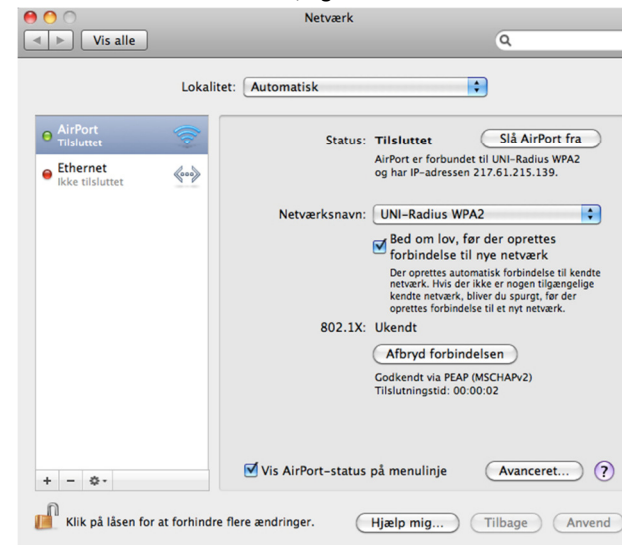 Netværk
Vis alle
Lokalitet: Automatisk
AirPort
Tilsluttet
Ethernet
Ikke tilsluttet
Status: Tilsluttet
Slå AirPort fra
AirPort er forbundet til UNI-Radius WPA2
og har IP-adressen 217.61.215.139.
Netværksnavn: UNI-Radius WPA2
Bed om lov, før der oprettes
forbindelse til nye netværk
Der oprettes automatisk forbindelse til kendte
netværk. Hvis der ikke er nogen tilgængelige
kendte netværk, bliver du spurgt, før der
oprettes forbindelse til et nyt netværk.
802.1X: Ukendt
Afbryd forbindelsen
Godkendt via PEAP (MSCHAPv2)
Tilslutningstid: 00:00:02
Vis AirPort-status på menulinje
Avanceret... ?
+ −
Klik på låsen for at forhindre flere ændringer.
Hjælp mig... Tilbage Anvend